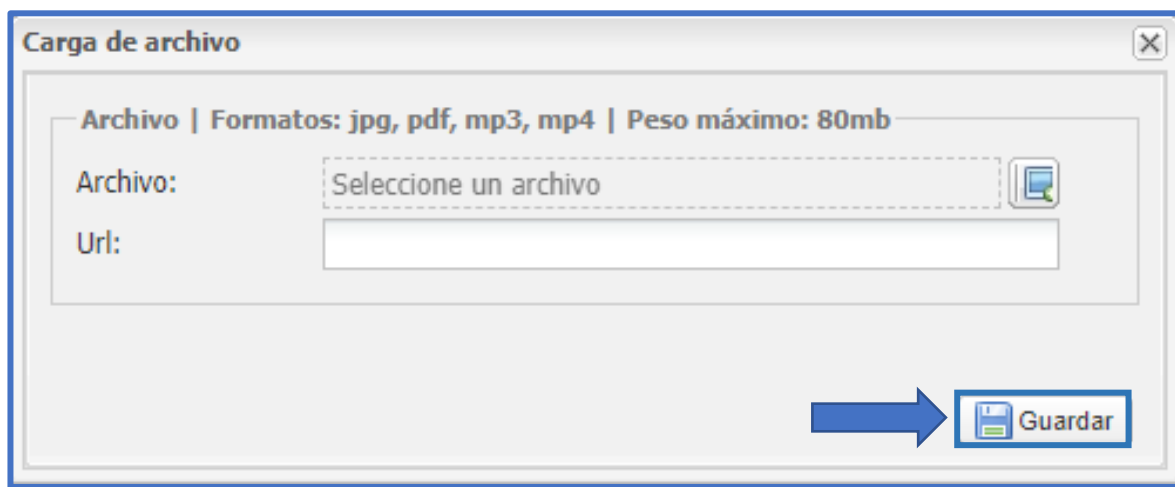 Carga de archivo
Archivo | Formatos: jpg, pdf, mp3, mp4 | Peso máximo: 80mb
Archivo: Seleccione un archivo
Url:
Guardar